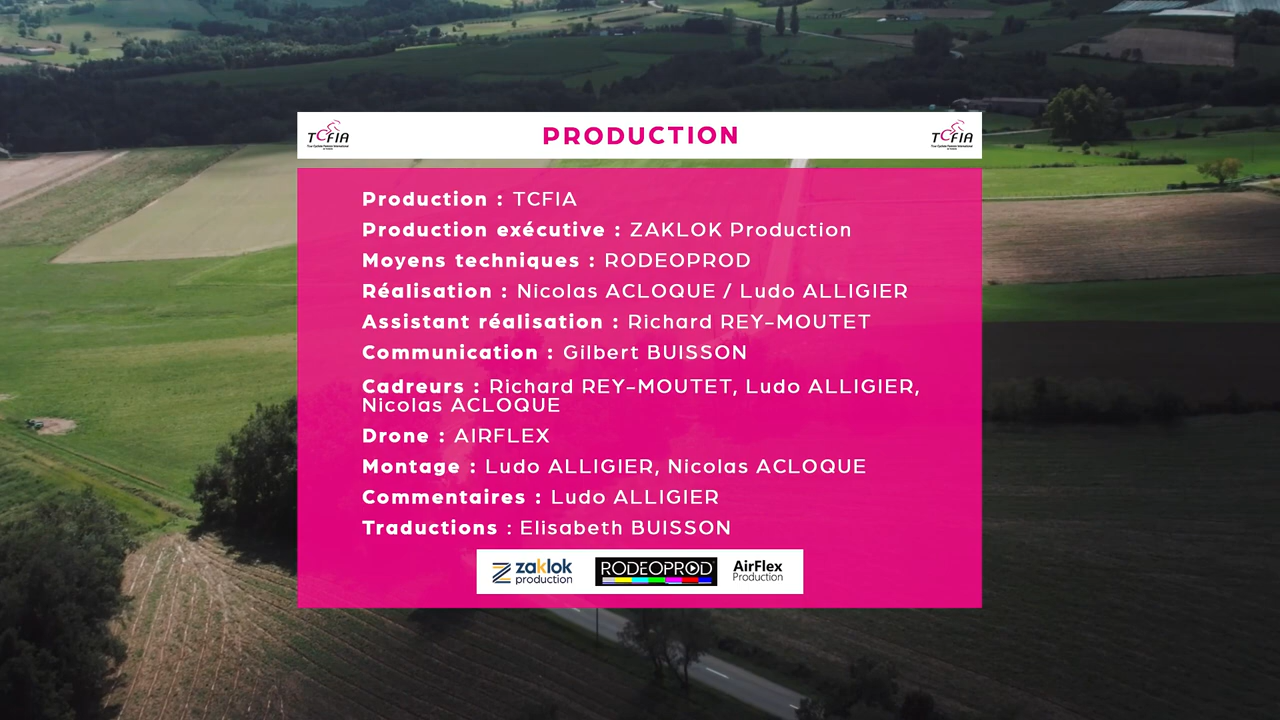 TCFIA
PRODUCTION
TCFIA
Production : TCFIA
Production exécutive : ZAKLOK Production
Moyens techniques : RODEOPROD
Réalisation : Nicolas ACLOQUE / Ludo ALLIGIER
Assistant réalisation : Richard REY-MOUTET
Communication : Gilbert BUISSON
Cadreurs : Richard REY-MOUTET, Ludo ALLIGIER,
Nicolas ACLOQUE
Drone : AIRFLEX
Montage : Ludo ALLIGIER, Nicolas ACLOQUE
Commentaires : Ludo ALLIGIER
Traductions : Elisabeth BUISSON
zaklok
production
RODEOPROD
AirFlex
Production